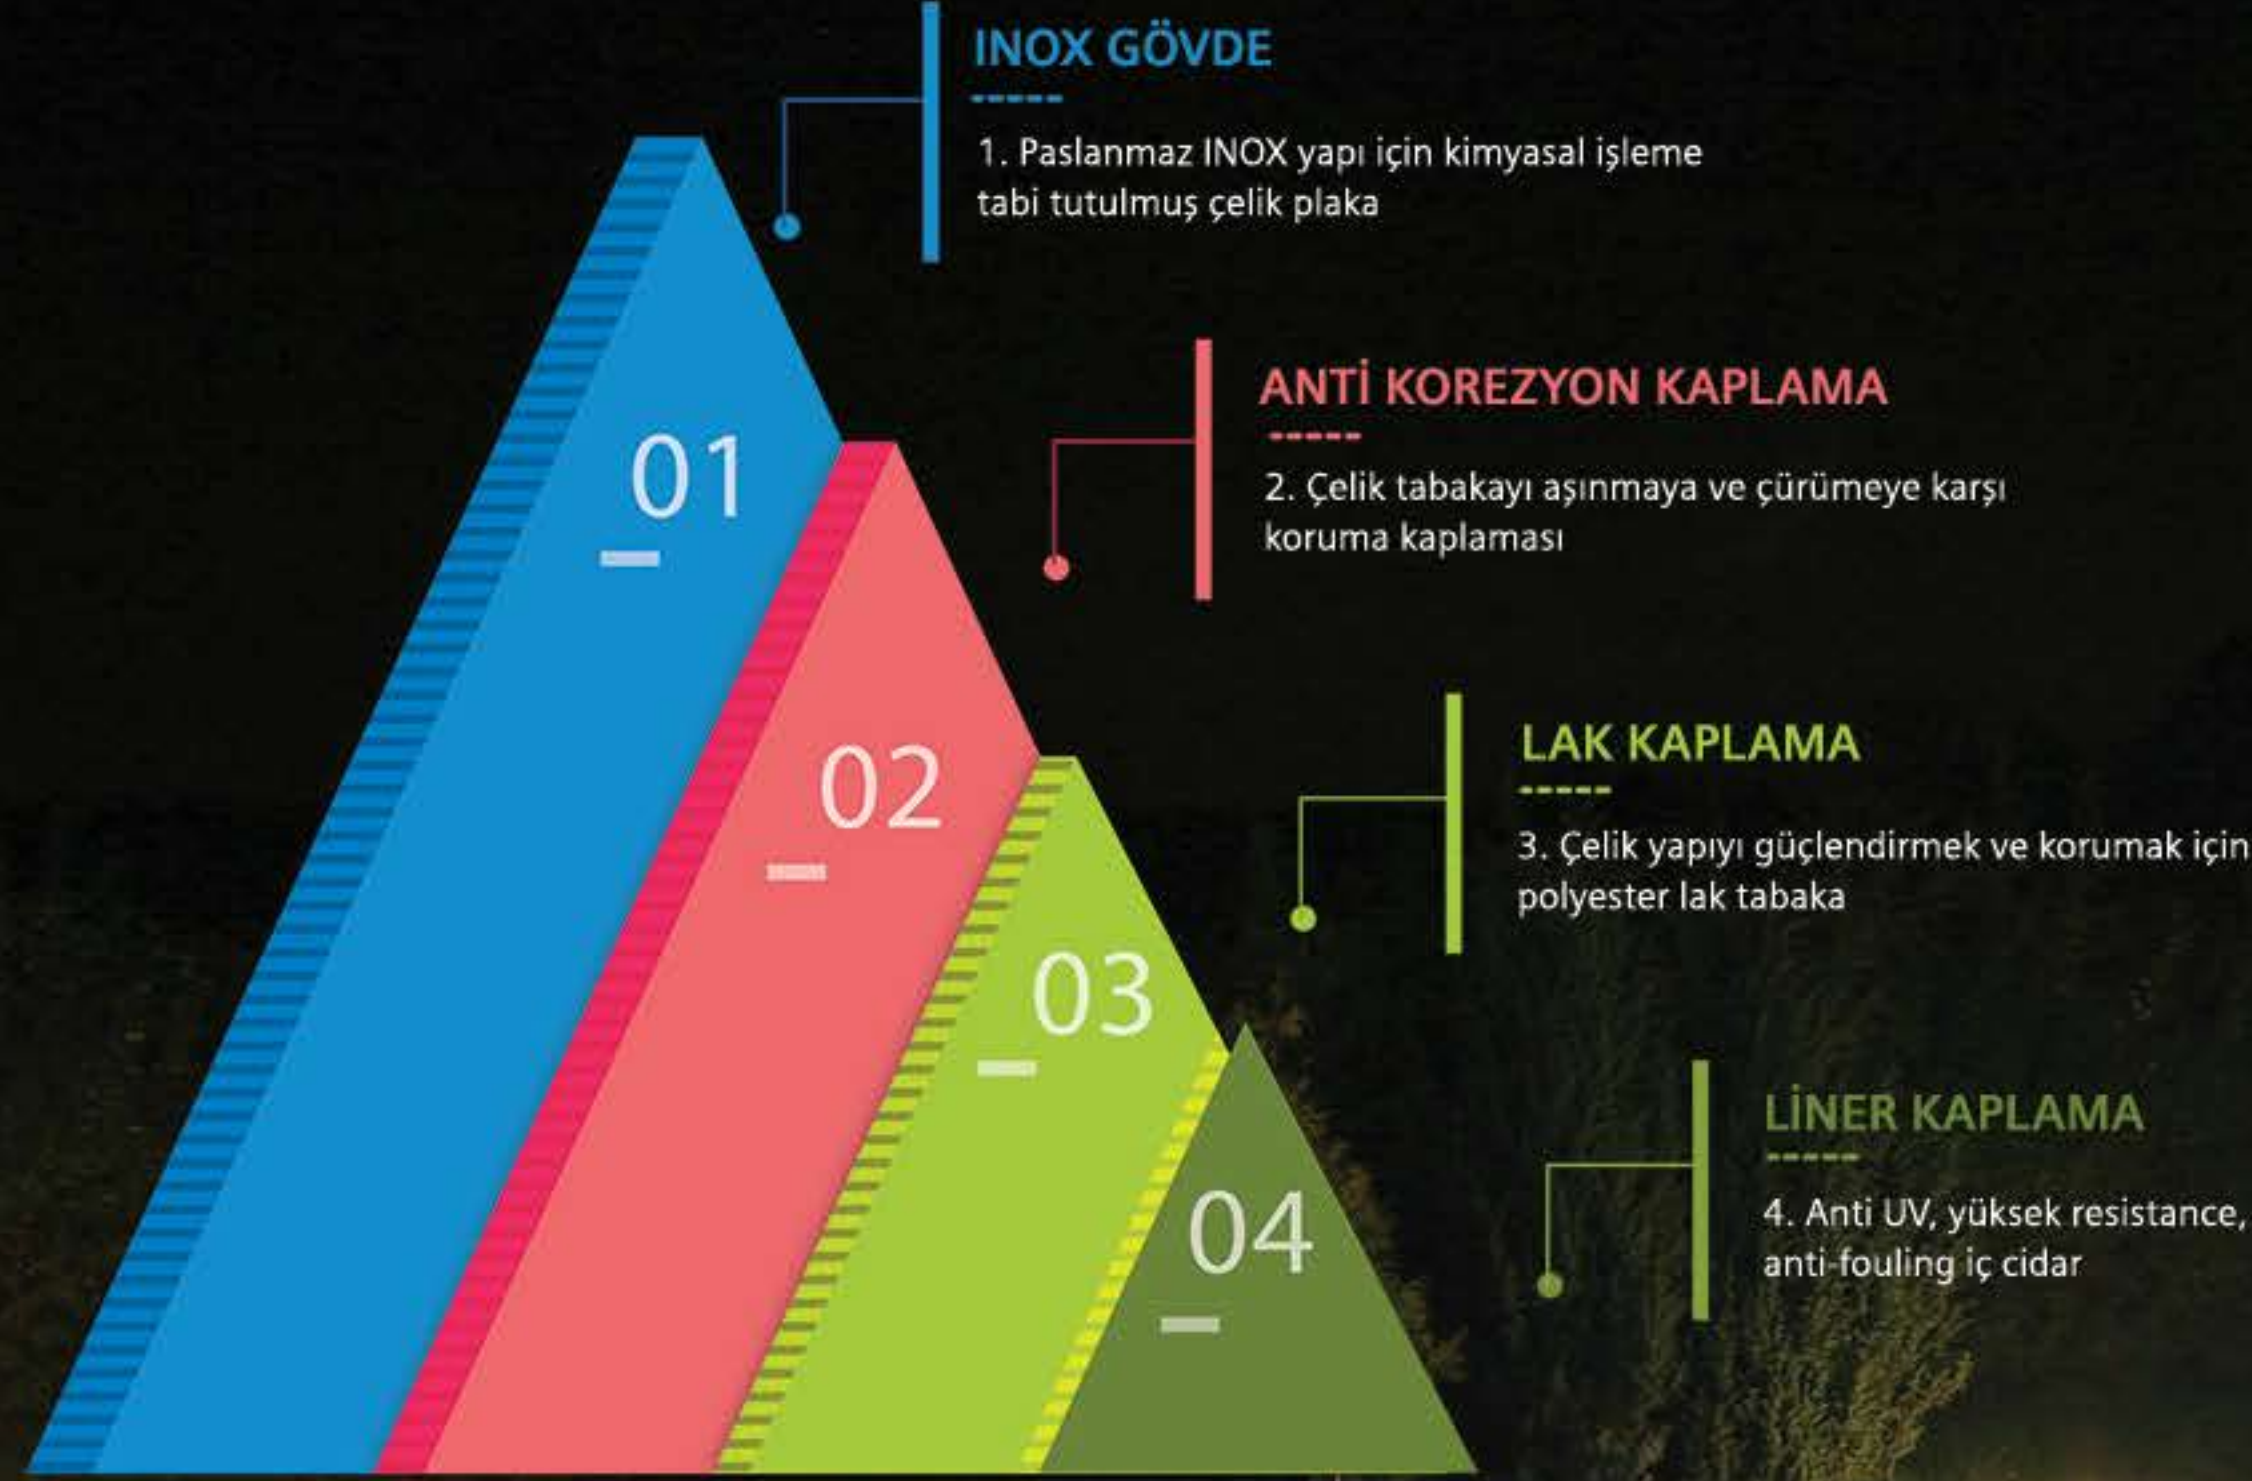 INOX GÖVDE
1. Paslanmaz INOX yapı için kimyasal işleme
tabi tutulmuş çelik plaka
01
ANTİ KOREZYON KAPLAMA
2. Çelik tabakayı aşınmaya ve çürümeye karşı
koruma kaplaması
02
LAK KAPLAMA
3. Çelik yapıyı güçlendirmek ve korumak için
polyester lak tabaka
03
LİNER KAPLAMA
4. Anti UV, yüksek resistance,
anti-fouling iç cidar
04